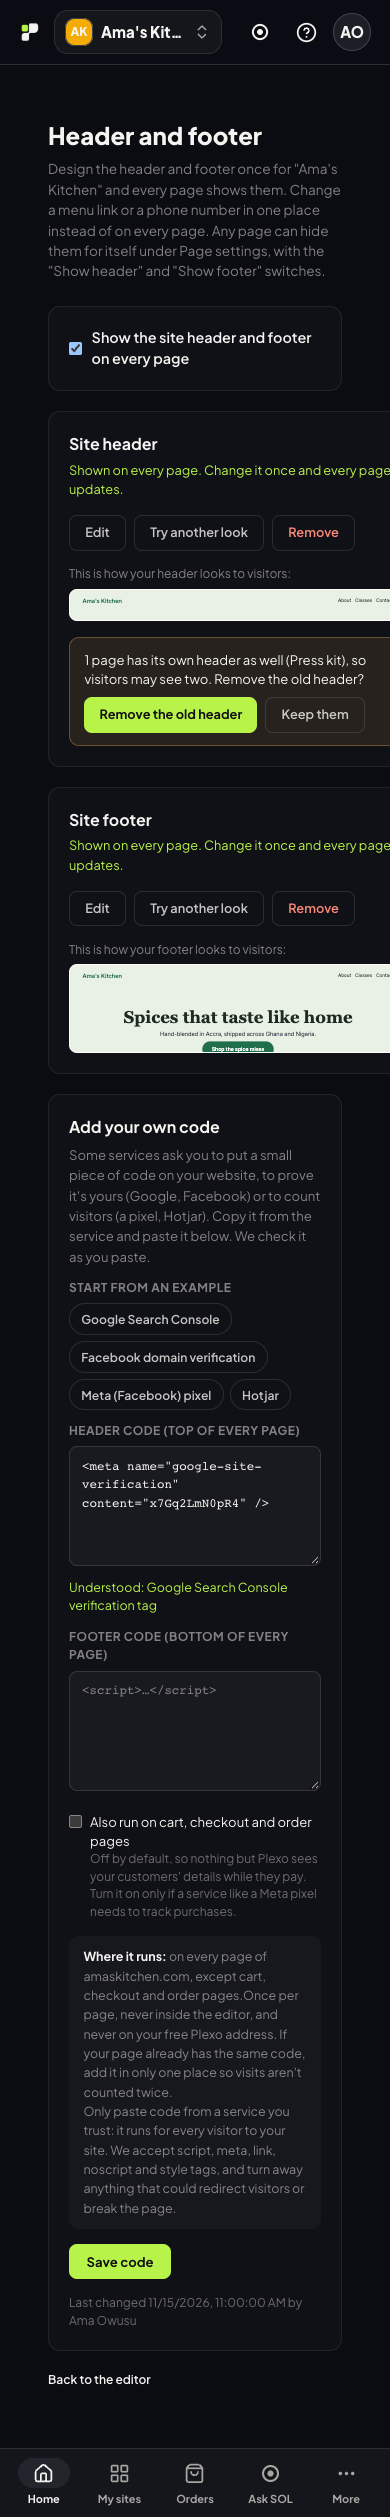 AK Ama's Kit... AO
Header and footer
Design the header and footer once for "Ama's
Kitchen" and every page shows them. Change
a menu link or a phone number in one place
instead of on every page. Any page can hide
them for itself under Page settings, with the
"Show header" and "Show footer" switches.
Show the site header and footer
on every page
Site header
Shown on every page. Change it once and every page
updates.
Edit Try another look Remove
This is how your header looks to visitors:
Ama's Kitchen About Classes
1 page has its own header as well (Press kit), so
visitors may see two. Remove the old header?
Remove the old header Keep them
Site footer
Shown on every page. Change it once and every page
updates.
Edit Try another look Remove
This is how your footer looks to visitors:
Ama's Kitchen About Classes
Spices that taste like home
Hand-blended in Accra, shipped across Ghana and Nigeria.
Shop the spice mixes
Add your own code
Some services ask you to put a small
piece of code on your website, to prove
it's yours (Google, Facebook) or to count
visitors (a pixel, Hotjar). Copy it from the
service and paste it below. We check it
as you paste.
START FROM AN EXAMPLE
Google Search Console
Facebook domain verification
Meta (Facebook) pixel Hotjar
HEADER CODE (TOP OF EVERY PAGE)
<meta name="google-site-
verification"
content="x7Gq2LmN0pR4" />
Understood: Google Search Console
verification tag
FOOTER CODE (BOTTOM OF EVERY
PAGE)
<script>…</script>
Also run on cart, checkout and order
pages
Off by default, so nothing but Plexo sees
your customers' details while they pay.
Turn it on only if a service like a Meta pixel
needs to track purchases.
Where it runs: on every page of
amaskitchen.com, except cart,
checkout and order pages.Once per
page, never inside the editor, and
never on your free Plexo address. If
your page already has the same code,
add it in only one place so visits aren't
counted twice.
Only paste code from a service you
trust: it runs for every visitor to your
site. We accept script, meta, link,
noscript and style tags, and turn away
anything that could redirect visitors or
break the page.
Save code
Last changed 11/15/2026, 11:00:00 AM by
Ama Owusu
Back to the editor
Home My sites Orders Ask SOL More